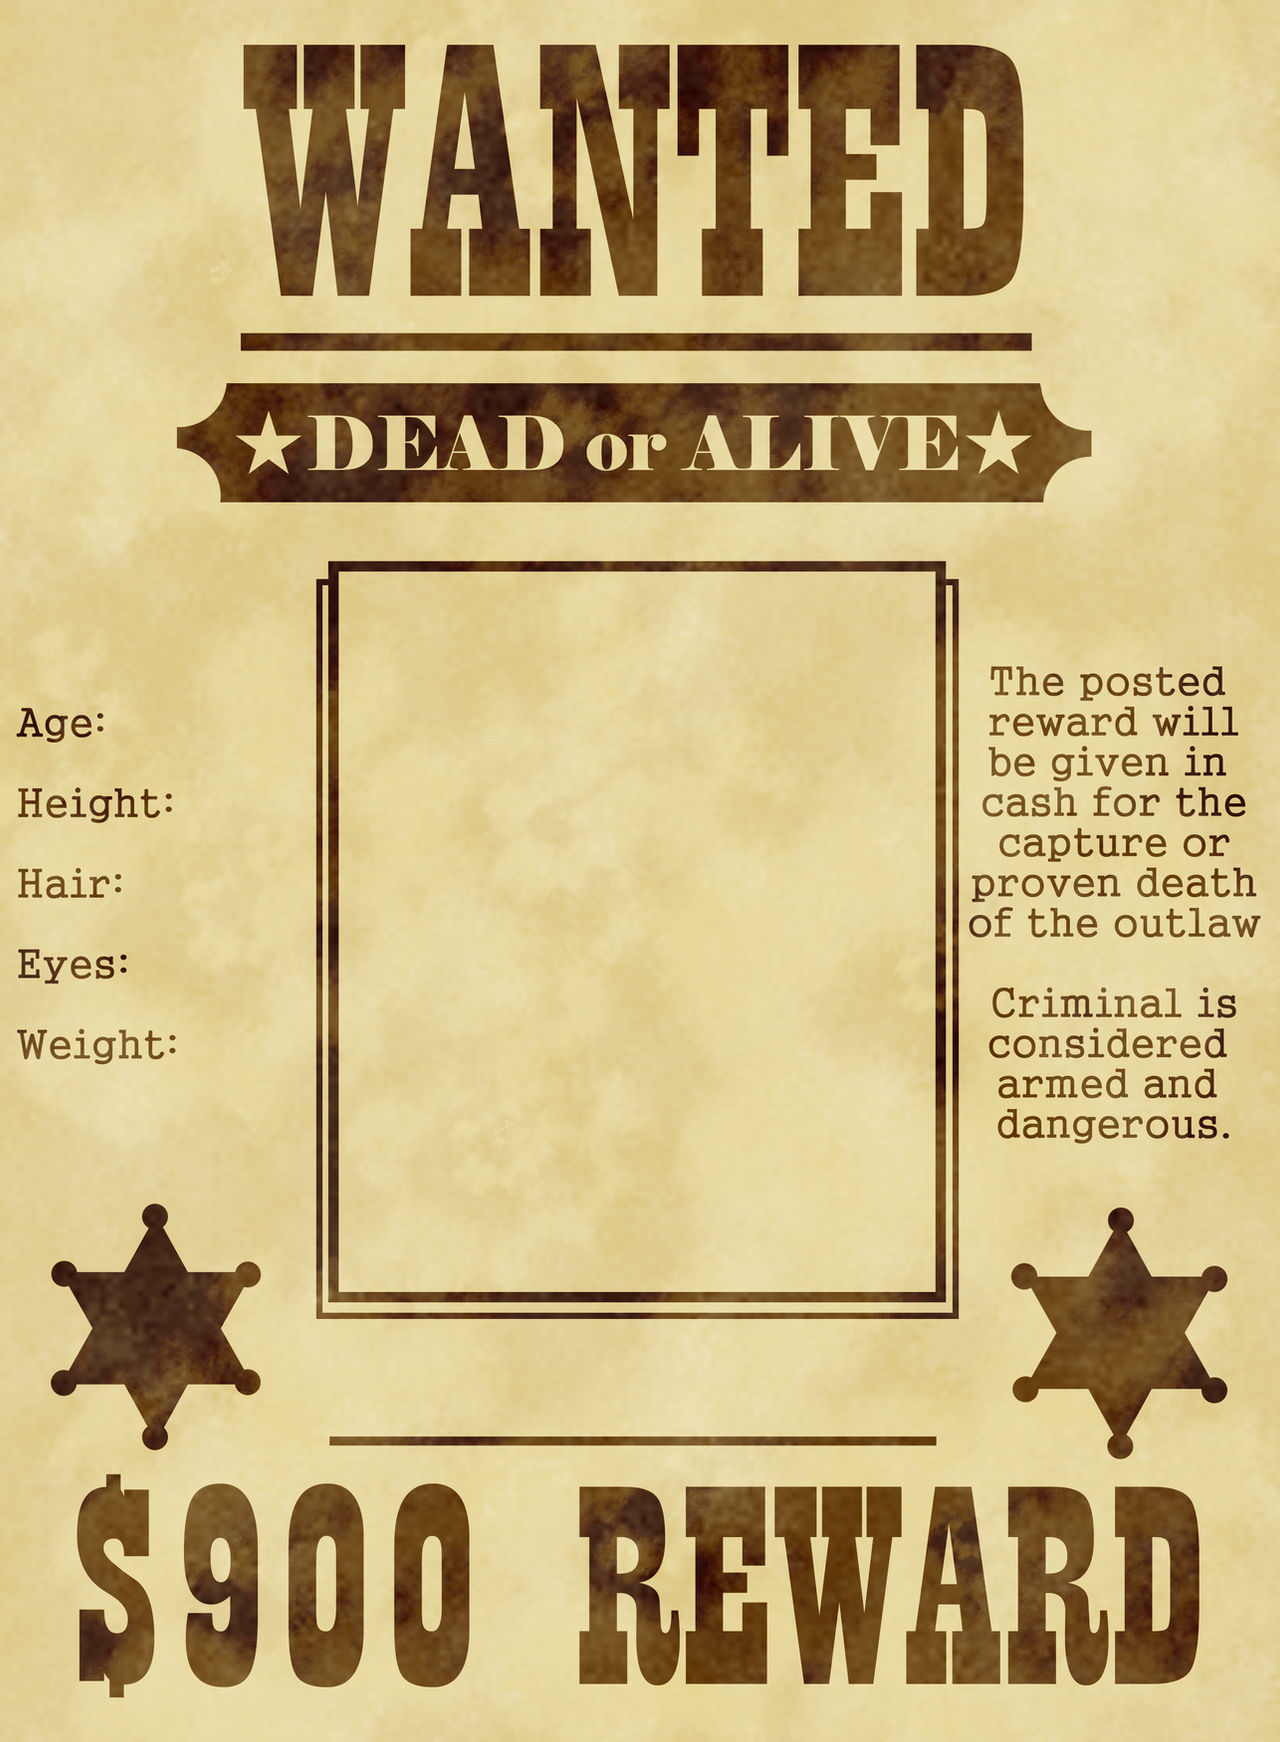 WANTED
★DEAD or ALIVE★
Age:
Height:
Hair:
Eyes:
Weight:
The posted
reward will
be given in
cash for the
capture or
proven death
of the outlaw
Criminal is
considered
armed and
dangerous.
$900 REWARD